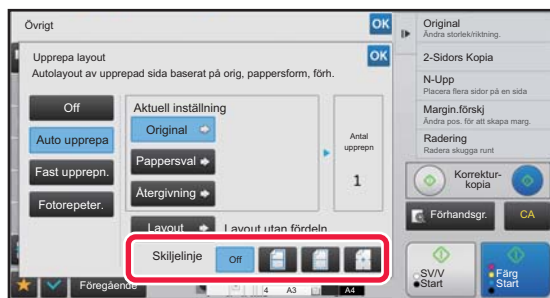 Övrigt
OK
Upprepa layout
OK
Autolayout av upprepad sida baserat på orig, pappersform, förh.
Off
Auto upprepa
Fast upprepn.
Fotorepeter.
Aktuell inställning
Original
Pappersval
Återgivning
Antal
upprepn
1
Layout
Layout utan fördeln
Skiljelinje
Off
Föregående
4 A3
A4
Original
Ändra storlek/riktning.
2-Sidors Kopia
N-Upp
Placera flera sidor på en sida
Margin.förskj
Ändra pos. för att skapa marg.
Radering
Radera skugga runt
Korrektur-
kopia
Förhandsgr.
CA
SV/V
Start
Färg
Start